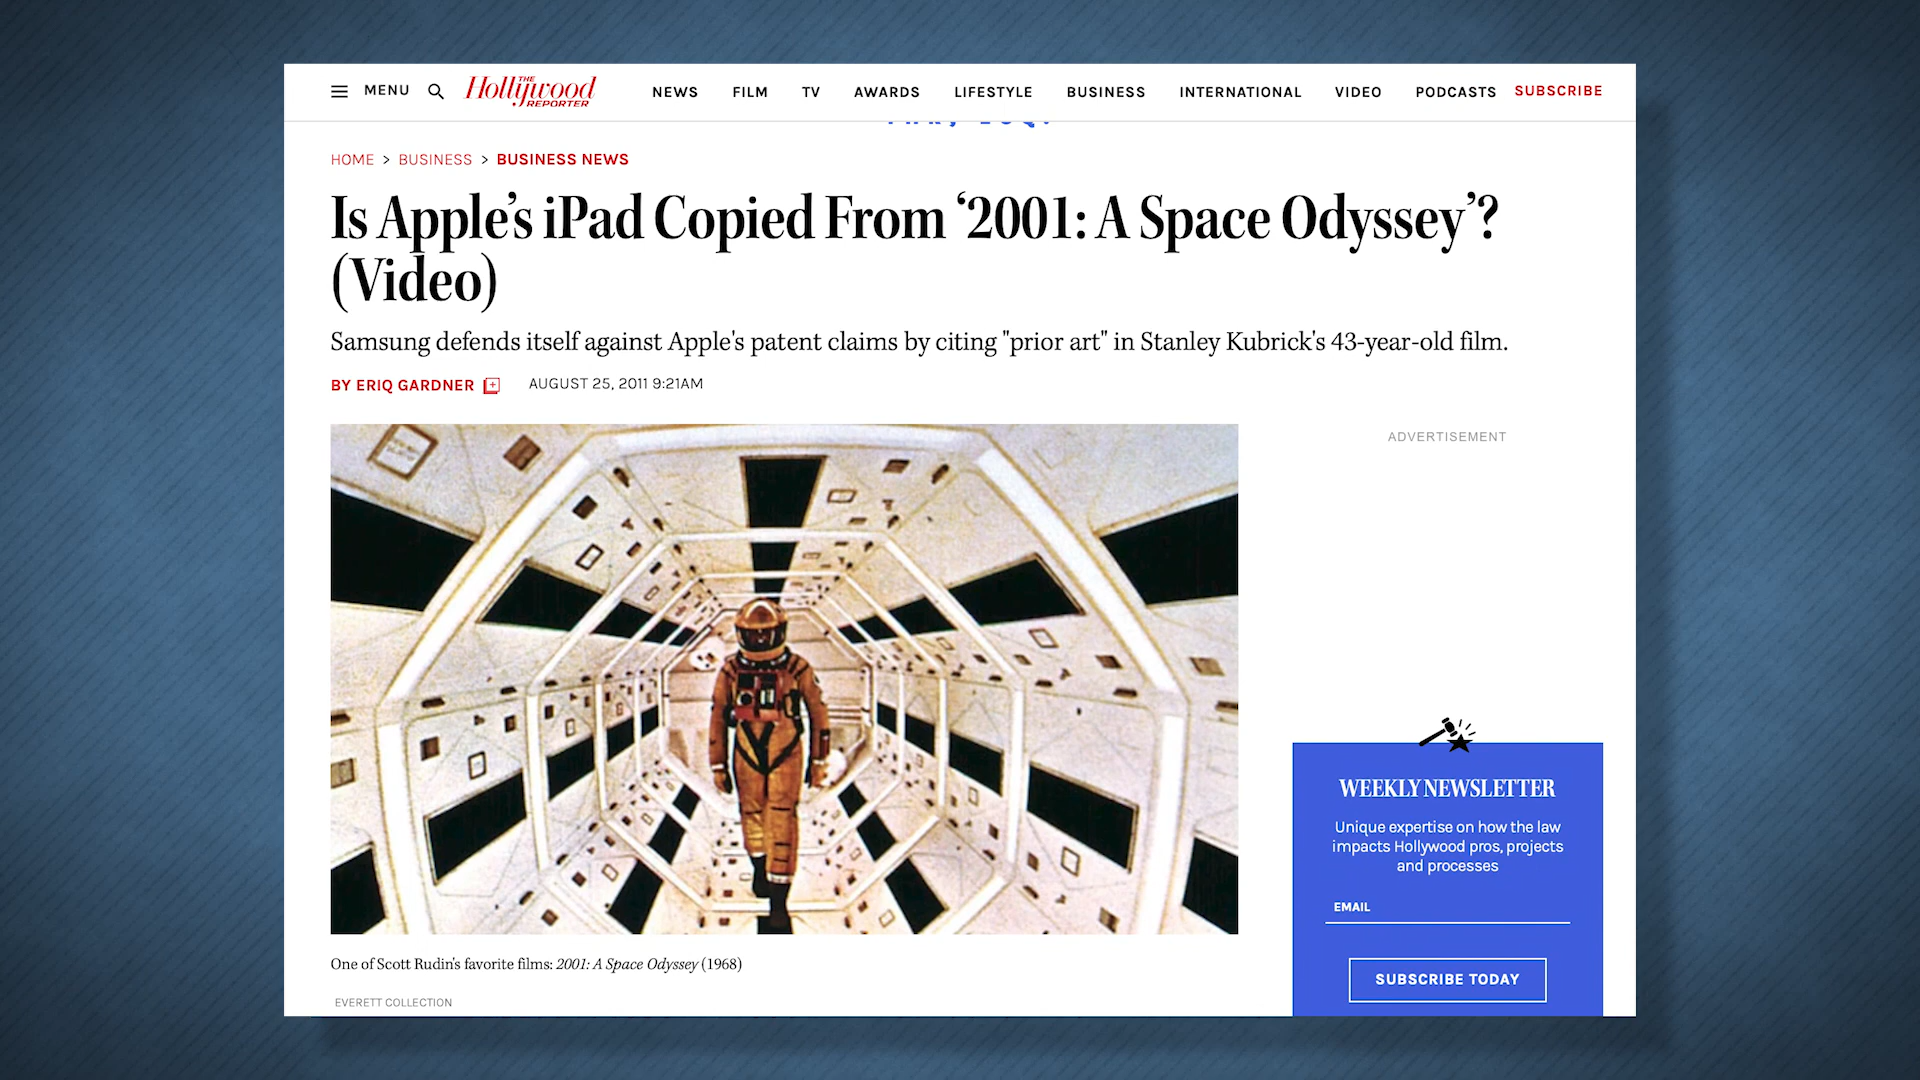 MENU
THE
Hollywood
REPORTER
NEWS FILM TV AWARDS LIFESTYLE BUSINESS INTERNATIONAL VIDEO PODCASTS SUBSCRIBE
HOME > BUSINESS > BUSINESS NEWS
Is Apple’s iPad Copied From ‘2001: A Space Odyssey’?
(Video)
Samsung defends itself against Apple's patent claims by citing "prior art" in Stanley Kubrick's 43-year-old film.
BY ERIQ GARDNER AUGUST 25, 2011 9:21AM
ADVERTISEMENT
One of Scott Rudin's favorite films: 2001: A Space Odyssey (1968)
EVERETT COLLECTION
WEEKLY NEWSLETTER
Unique expertise on how the law
impacts Hollywood pros, projects
and processes
EMAIL
SUBSCRIBE TODAY